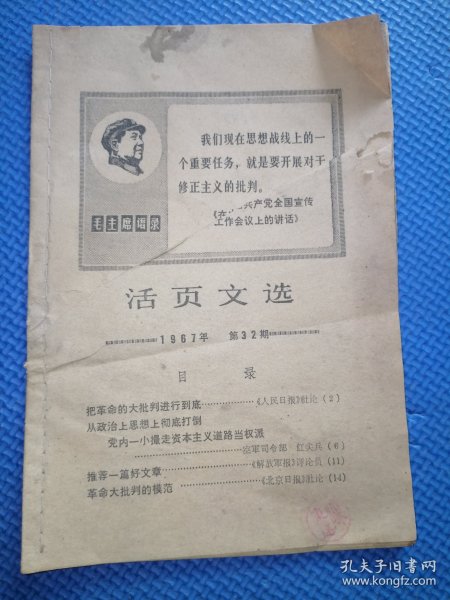 我们现在思想战线上的一
个重要任务，就是要开展对于
修正主义的批判。
共产党全国宣传
工作会议上的讲话》
毛主席语录
活页文选
1967年 第32期
目 录
把革命的大批判进行到底…………《人民日报》社论（2）
从政治上思想上彻底打倒
党内一小撮走资本主义道路当权派
…………空军司令部 红尖兵（6）
推荐一篇好文章…………《解放军报》评论员（11）
革命大批判的模范…………《北京日报》社论（14）
孔夫子旧书网
www.kongfz.com